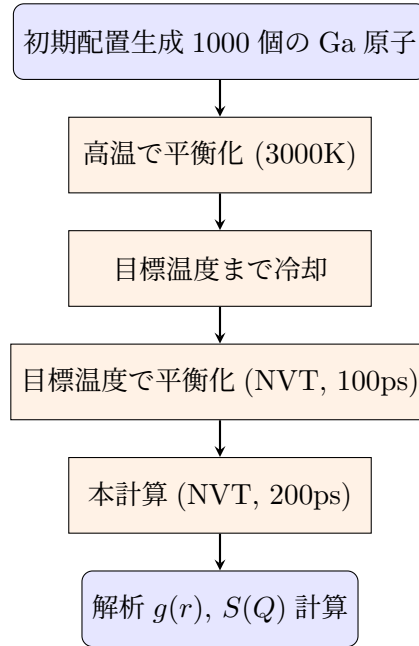 初期配置生成 1000 個の Ga 原子
高温で平衡化 (3000K)
目標温度まで冷却
目標温度で平衡化 (NVT, 100ps)
本計算 (NVT, 200ps)
解析 g(r), S(Q) 計算